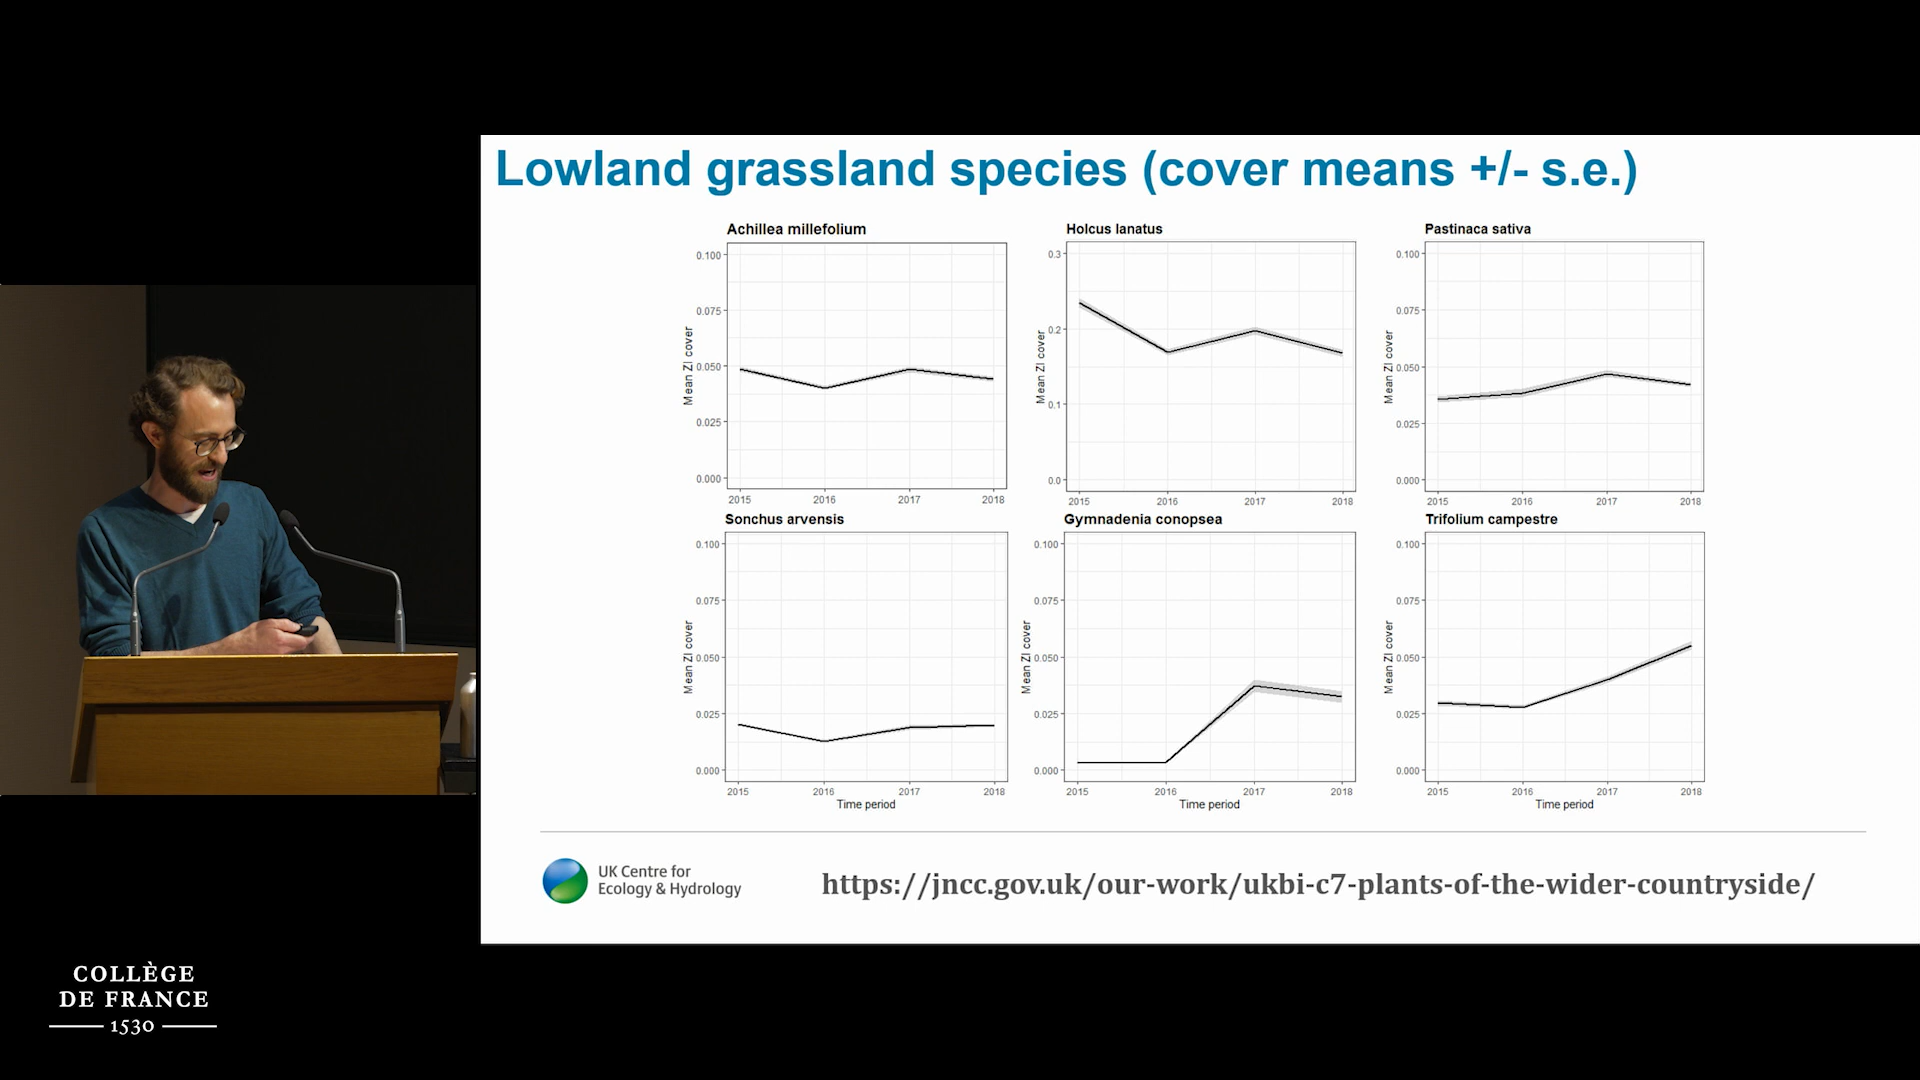 Lowland grassland species (cover means +/- s.e.)
Achillea millefolium
Mean ZI cover
0.100
0.075
0.050
0.025
0.000
2015 2016 2017 2018
Holcus lanatus
Mean ZI cover
0.3
0.2
0.1
0.0
2015 2016 2017 2018
Pastinaca sativa
Mean ZI cover
0.100
0.075
0.050
0.025
0.000
2015 2016 2017 2018
Sonchus arvensis
Mean ZI cover
0.100
0.075
0.050
0.025
0.000
2015 2016 2017 2018
Time period
Gymnadenia conopsea
Mean ZI cover
0.100
0.075
0.050
0.025
0.000
2015 2016 2017 2018
Time period
Trifolium campestre
Mean ZI cover
0.100
0.075
0.050
0.025
0.000
2015 2016 2017 2018
Time period
UK Centre for
Ecology & Hydrology
https://jncc.gov.uk/our-work/ukbi-c7-plants-of-the-wider-countryside/
COLLÈGE
DE FRANCE
1530